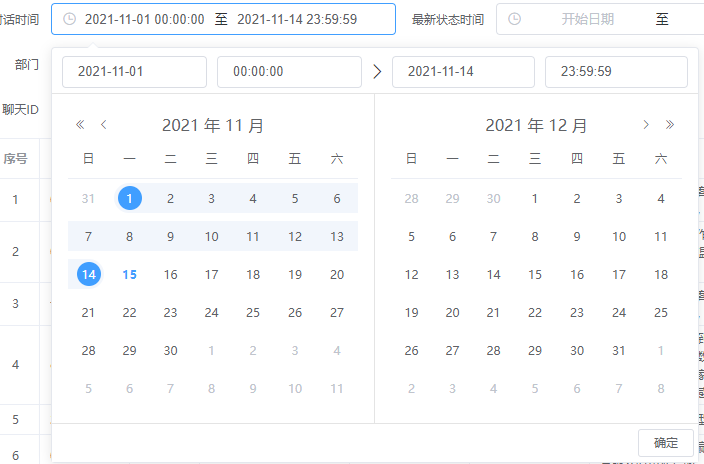 对话时间 2021-11-01 00:00:00 至 2021-11-14 23:59:59 最新状态时间 开始日期 至
部门
2021-11-01 00:00:00 2021-11-14 23:59:59
聊天ID
2021 年 11 月 2021 年 12 月
序号 日 一 二 三 四 五 六 日 一 二 三 四 五 六
1 31 1 2 3 4 5 6 28 29 30 1 2 3 4
7 8 9 10 11 12 13 5 6 7 8 9 10 11
2
14 15 16 17 18 19 20 12 13 14 15 16 17 18
3 21 22 23 24 25 26 27 19 20 21 22 23 24 25
28 29 30 1 2 3 4 26 27 28 29 30 31 1
4
5 6 7 8 9 10 11 2 3 4 5 6 7 8
5
确定
6